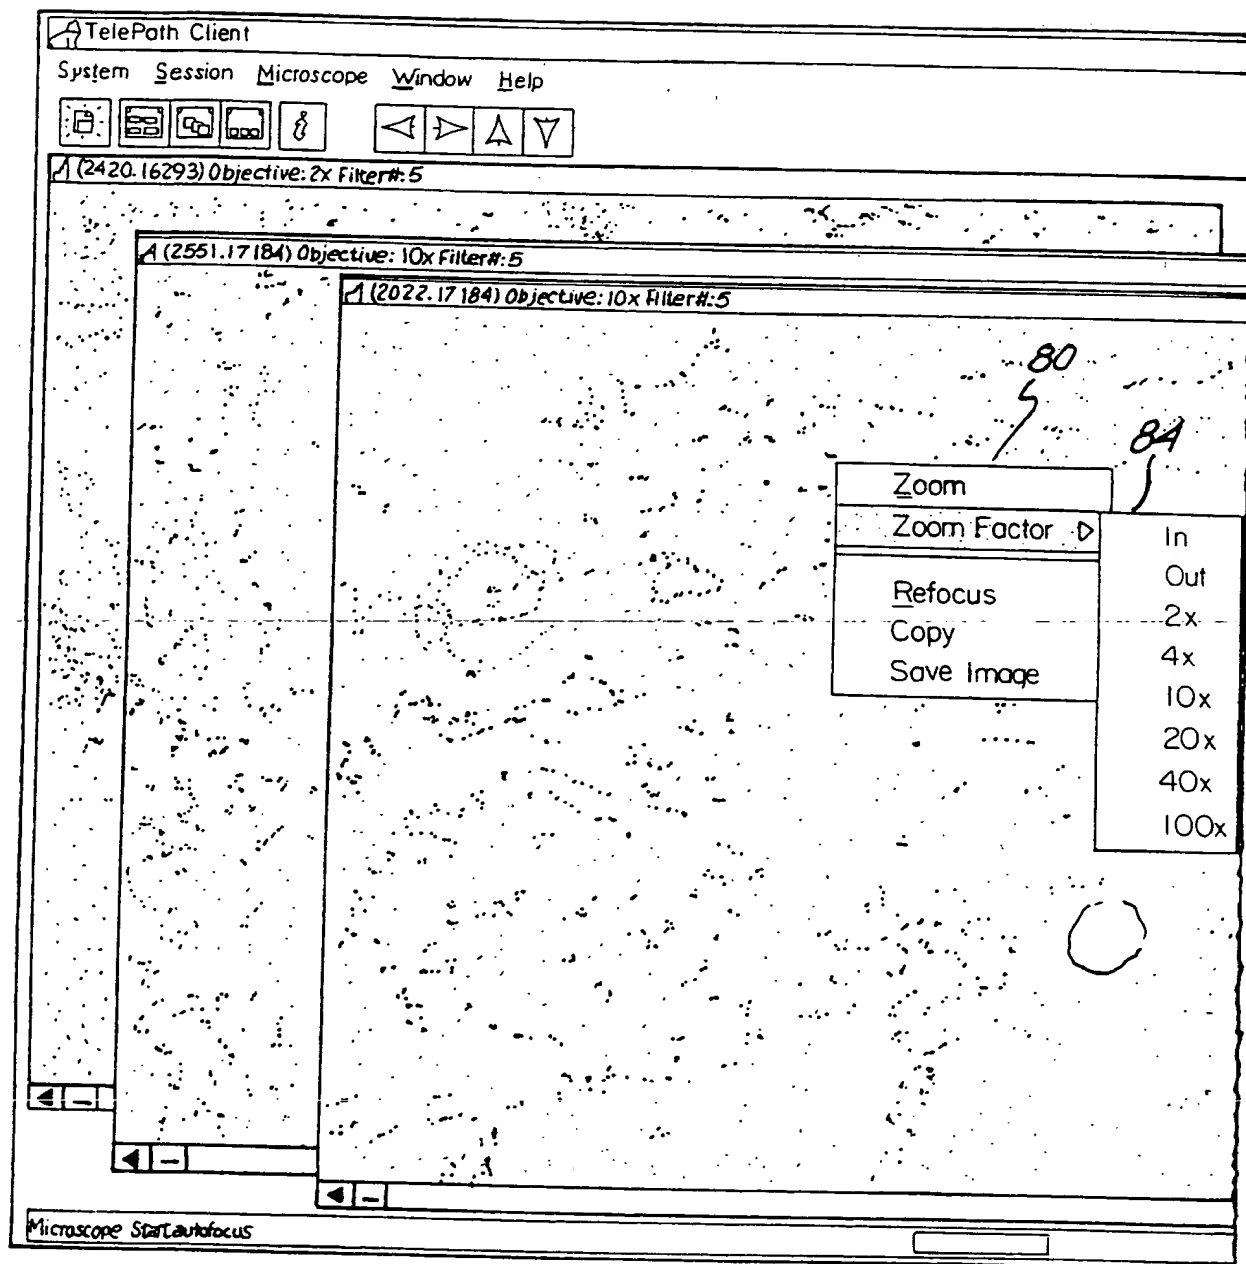 TelePath Client
System Session Microscope Window Help
(2420.16293) Objective: 2x Filter#:5
(2551.17184) Objective: 10x Filter#:5
(2022.17184) Objective: 10x Filter#:5
80
84
Zoom
Zoom Factor
In
Out
Refocus
2x
Copy
4x
Save Image
10x
20x
40x
100x
Microscope Start autofocus